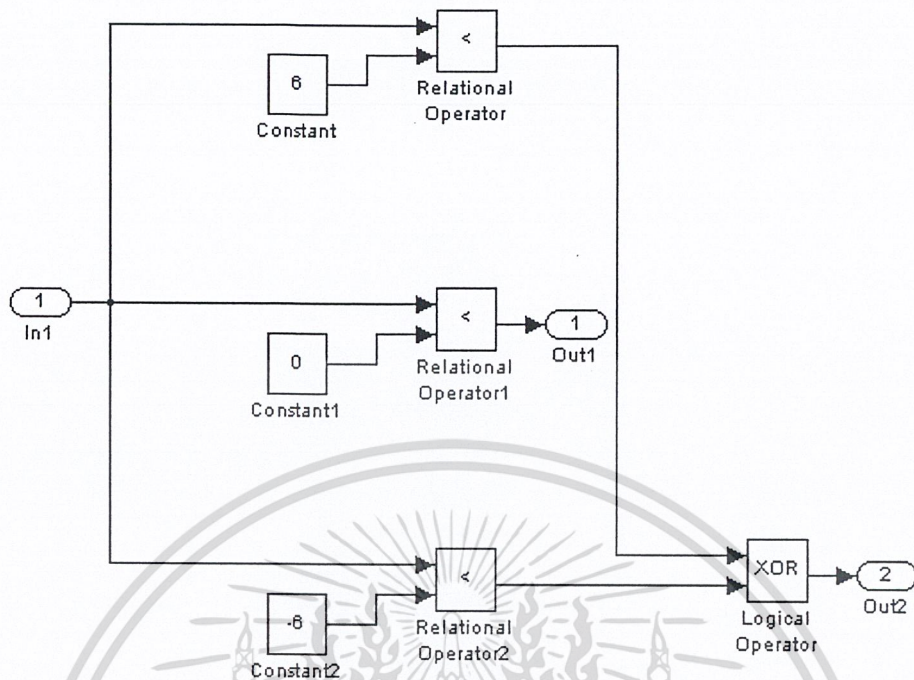 <
6
Relational
Operator
Constant
1
In1
<
1
Out1
0
Relational
Operator1
Constant1
<
XOR
2
Out2
-6
Relational
Operator2
Logical
Operator
Constant2